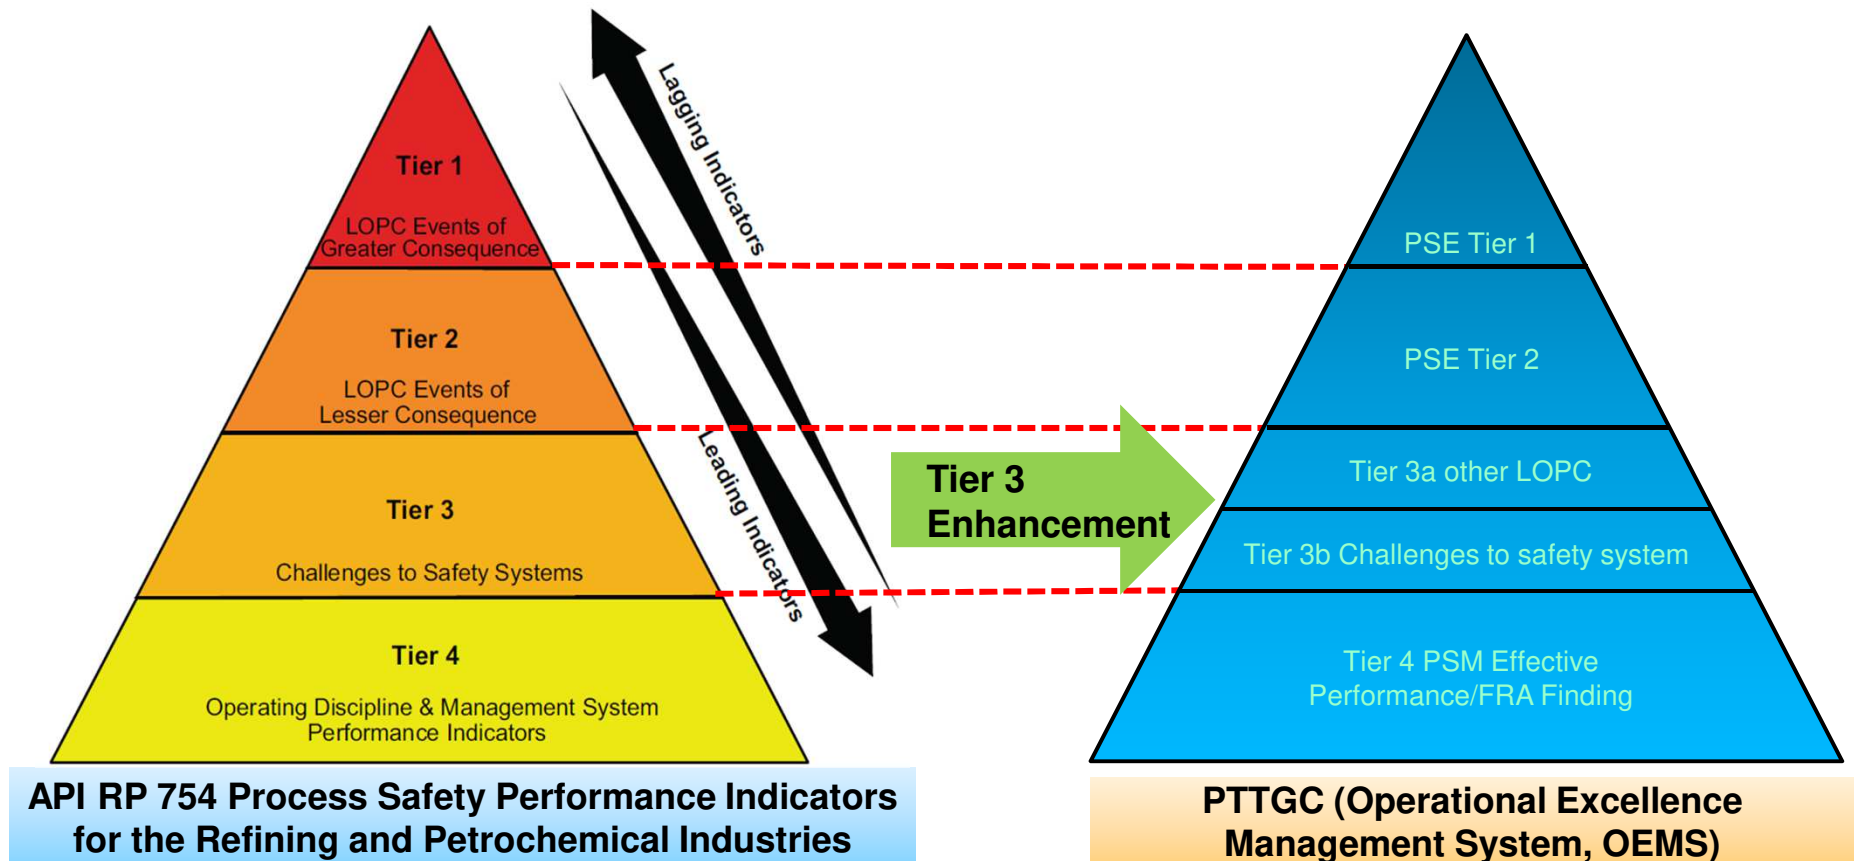 Tier 1
LOPC Events of
Greater Consequence
Tier 2
LOPC Events of
Lesser Consequence
Tier 3
Challenges to Safety Systems
Tier 4
Operating Discipline & Management System
Performance Indicators
Lagging Indicators
Leading Indicators
API RP 754 Process Safety Performance Indicators
for the Refining and Petrochemical Industries
Tier 3
Enhancement
PSE Tier 1
PSE Tier 2
Tier 3a other LOPC
Tier 3b Challenges to safety system
Tier 4 PSM Effective
Performance/FRA Finding
PTTGC (Operational Excellence
Management System, OEMS)